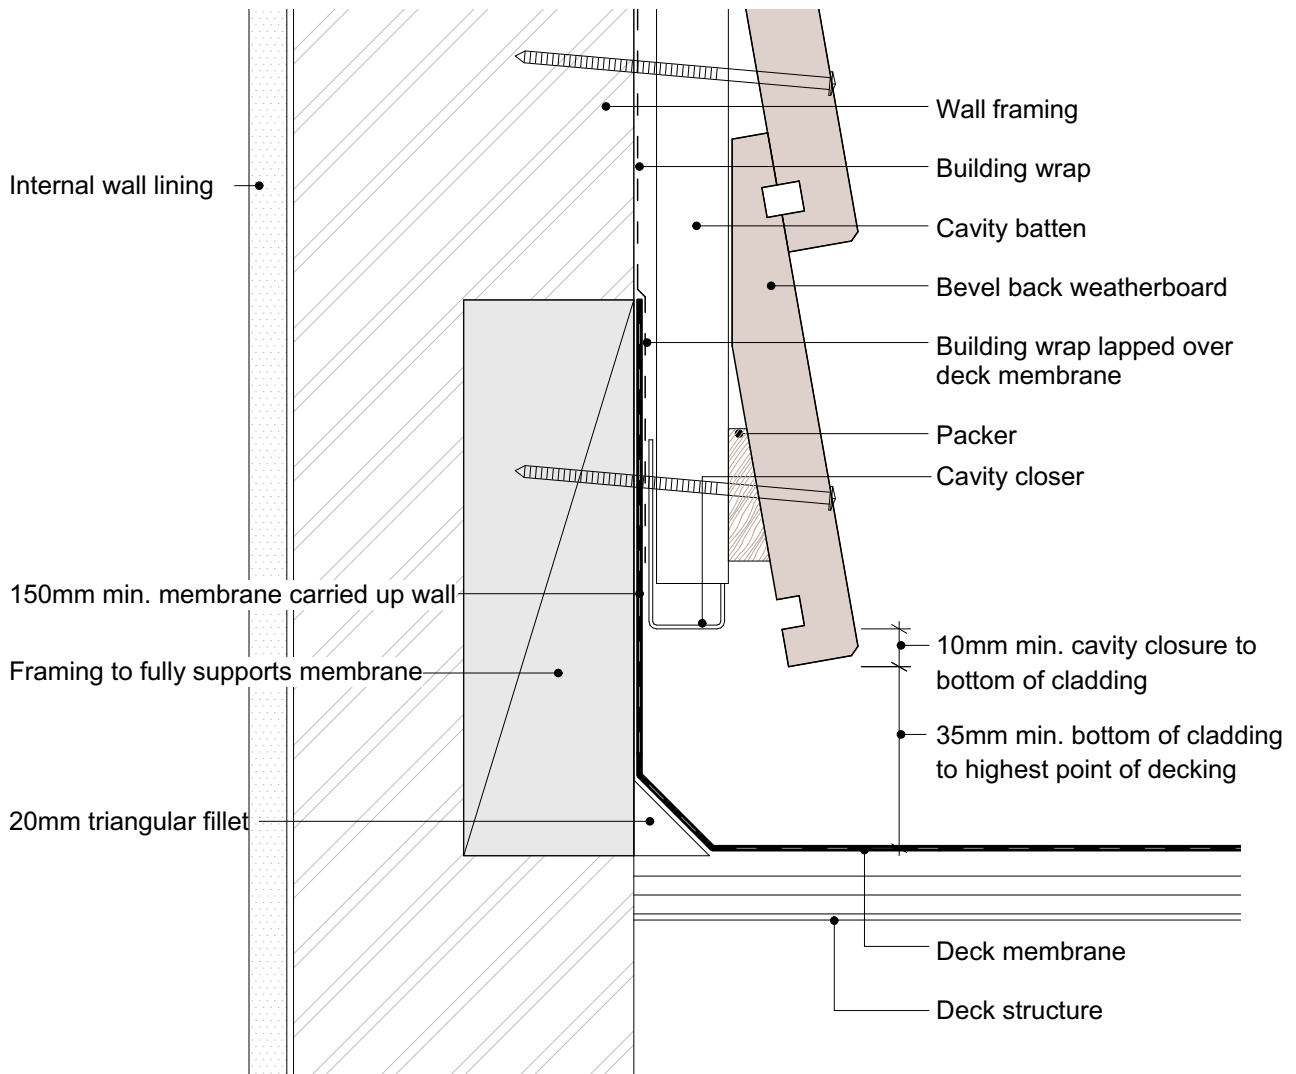 Wall framing
Building wrap
Internal wall lining
Cavity batten
Bevel back weatherboard
Building wrap lapped over
deck membrane
Packer
Cavity closer
150mm min. membrane carried up wall
10mm min. cavity closure to
bottom of cladding
Framing to fully supports membrane
35mm min. bottom of cladding
to highest point of decking
20mm triangular fillet
Deck membrane
Deck structure